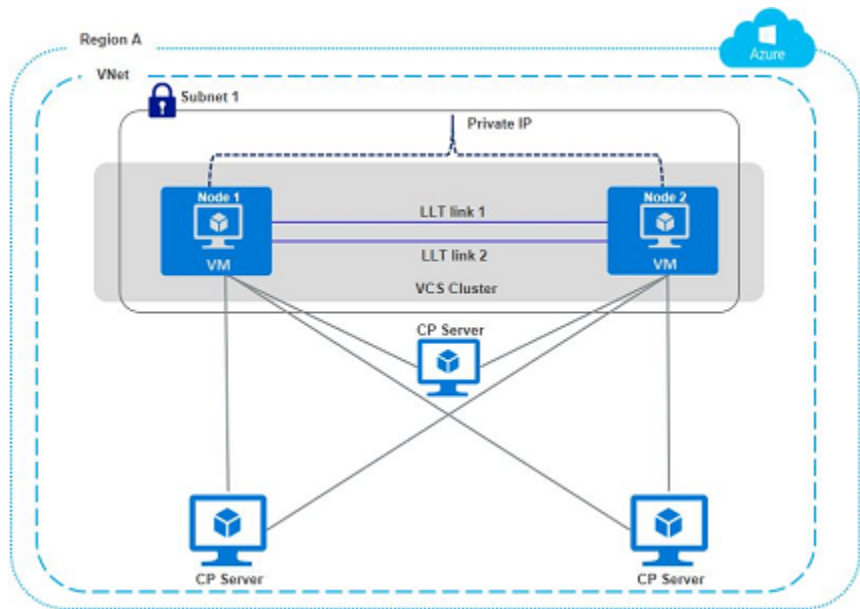 Region A
Azure
VNet
Subnet 1
Private IP
Node 1
Node 2
LLT link 1
LLT link 2
VM
VM
VCS Cluster
CP Server
CP Server
CP Server